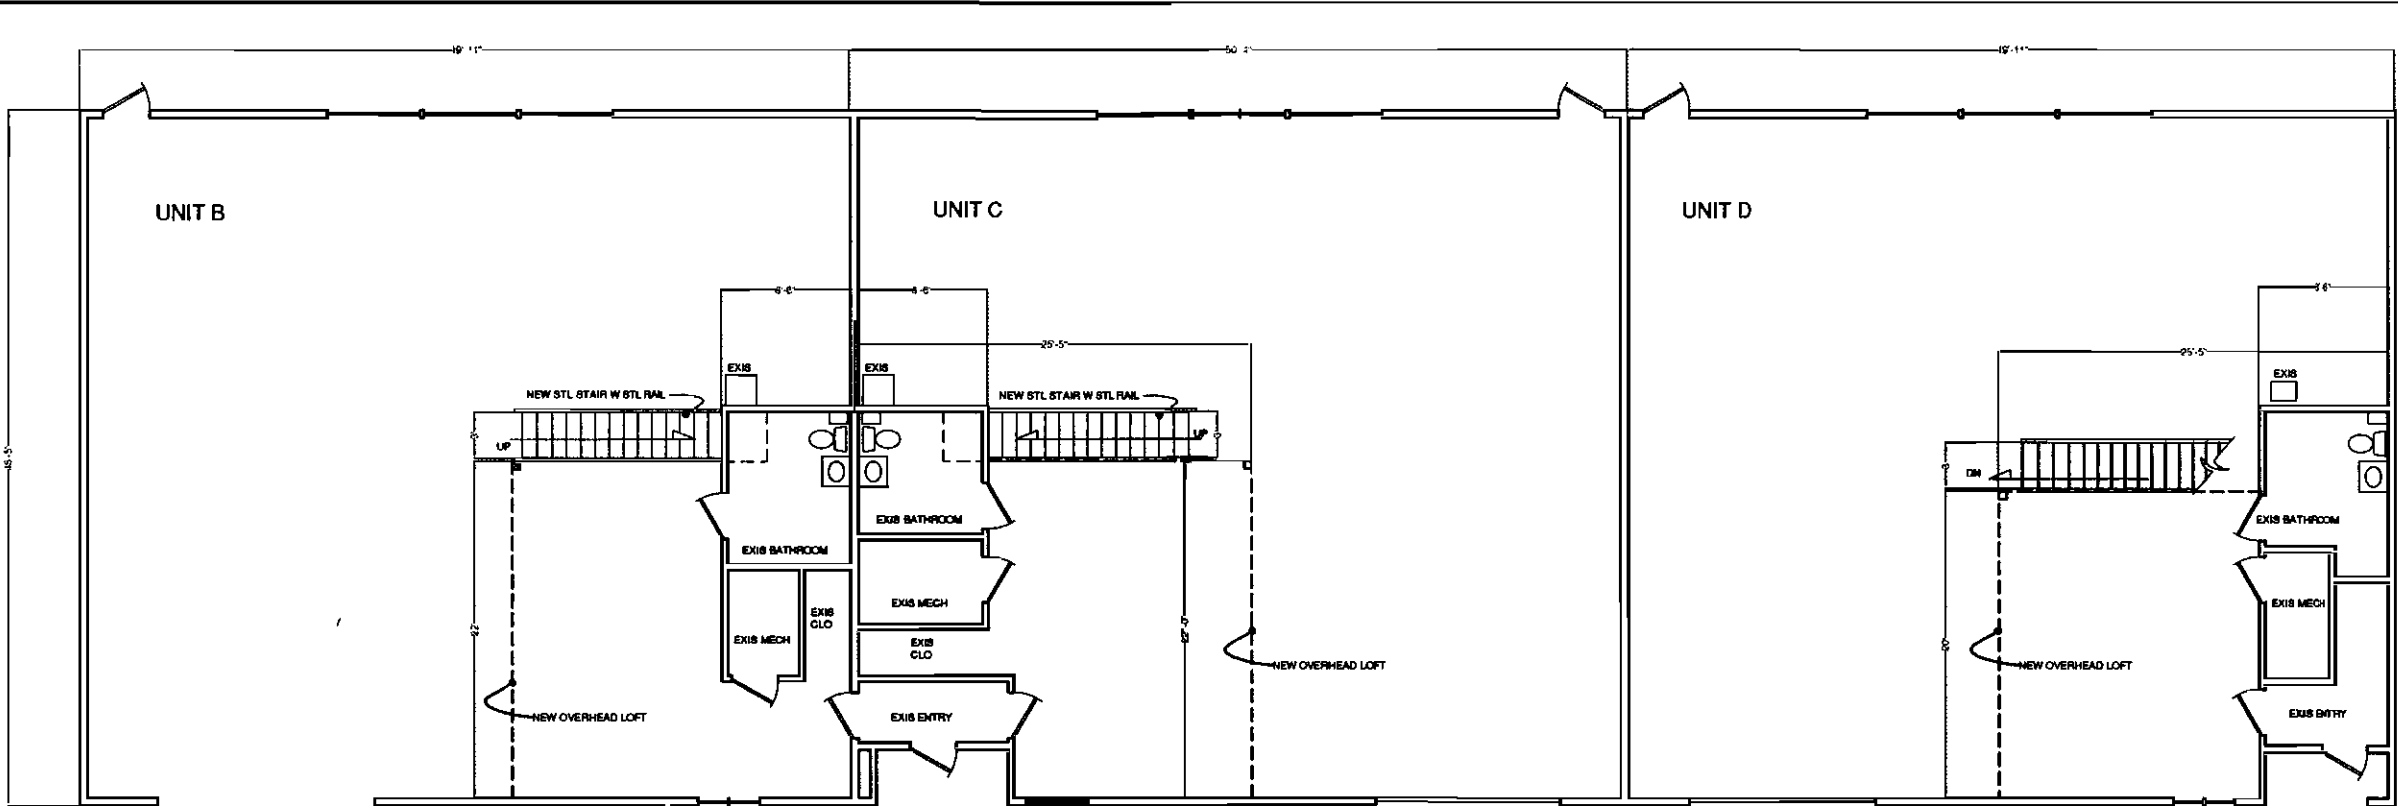 UNIT B
UNIT C
UNIT D
25'-5"
25'-5"
EXIS
EXIS
EXIS
NEW STL STAIR W STL RAIL
NEW STL STAIR W STL RAIL
UP
UP
DN
EXIS BATHROOM
EXIS BATHROOM
EXIS BATHROOM
EXIS MECH
EXIS MECH
EXIS MECH
EXIS
CLO
EXIS
CLO
22'-0"
NEW OVERHEAD LOFT
NEW OVERHEAD LOFT
NEW OVERHEAD LOFT
EXIS ENTRY
EXIS ENTRY